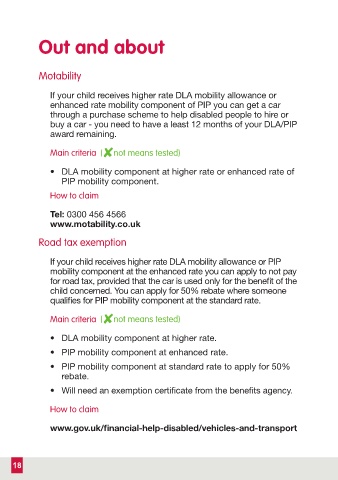 Out and about
Motability
If your child receives higher rate DLA mobility allowance or
enhanced rate mobility component of PIP you can get a car
through a purchase scheme to help disabled people to hire or
buy a car - you need to have a least 12 months of your DLA/PIP
award remaining.
Main criteria (✘not means tested)
• DLA mobility component at higher rate or enhanced rate of
PIP mobility component.
How to claim
Tel: 0300 456 4566
www.motability.co.uk
Road tax exemption
If your child receives higher rate DLA mobility allowance or PIP
mobility component at the enhanced rate you can apply to not pay
for road tax, provided that the car is used only for the benefit of the
child concerned. You can apply for 50% rebate where someone
qualifies for PIP mobility component at the standard rate.
Main criteria (✘not means tested)
• DLA mobility component at higher rate.
• PIP mobility component at enhanced rate.
• PIP mobility component at standard rate to apply for 50%
rebate.
• Will need an exemption certificate from the benefits agency.
How to claim
www.gov.uk/financial-help-disabled/vehicles-and-transport
18